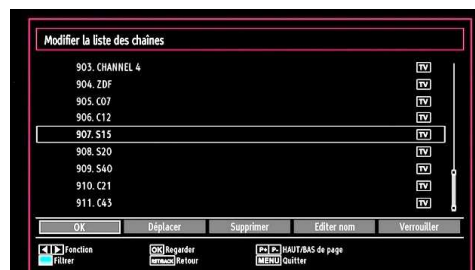 Modifier la liste des chaînes
903. CHANNEL 4 TV
904. ZDF TV
905. C07 TV
906. C12 TV
907. S15 TV
908. S20 TV
909. S40 TV
910. C21 TV
911. C43 TV
OK Déplacer Supprimer Editer nom Verrouiller
Fonction OK Regarder P+ P- HAUT/BAS de page
Filtrer RET/BACK Retour MENU Quitter